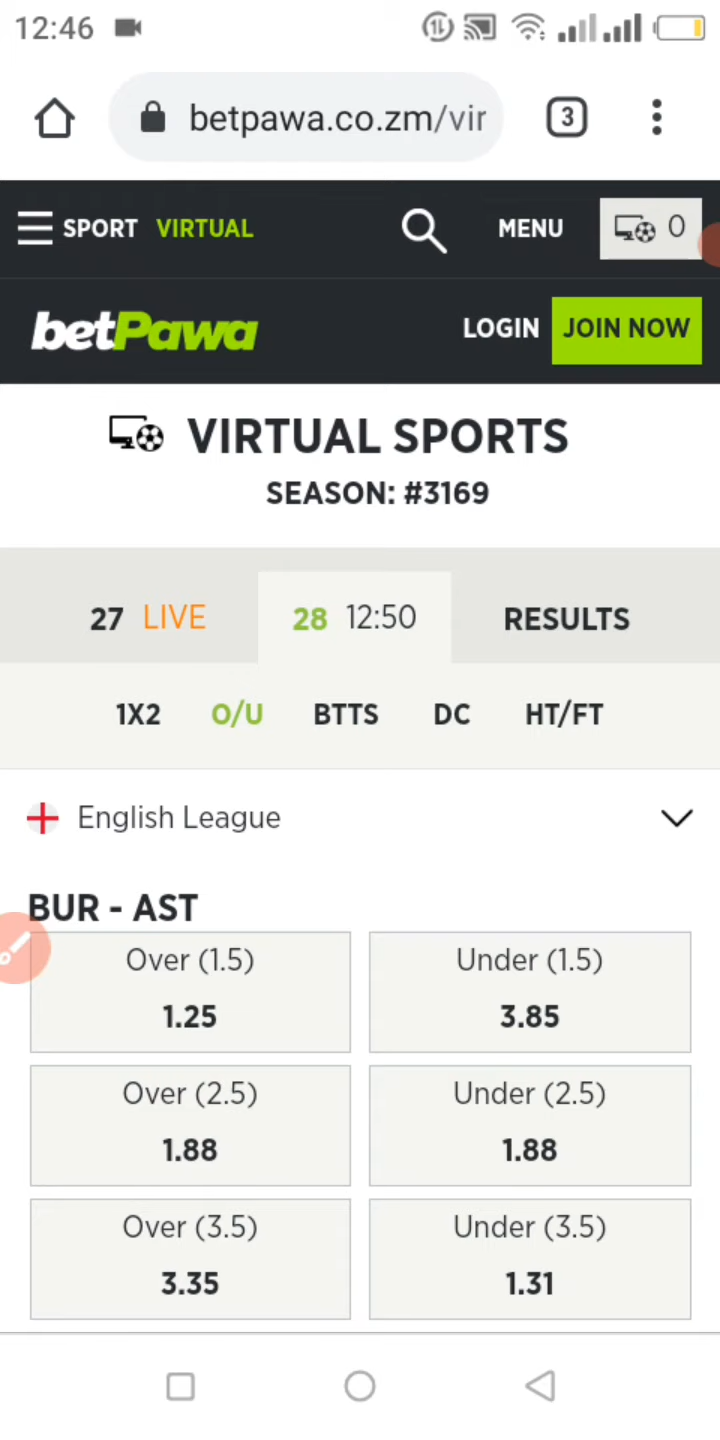 12:46
betpawa.co.zm/vir
3
SPORT VIRTUAL MENU 0
betPawa LOGIN JOIN NOW
VIRTUAL SPORTS
SEASON: #3169
27 LIVE 28 12:50 RESULTS
1X2 O/U BTTS DC HT/FT
English League
BUR - AST
Over (1.5) Under (1.5)
1.25 3.85
Over (2.5) Under (2.5)
1.88 1.88
Over (3.5) Under (3.5)
3.35 1.31